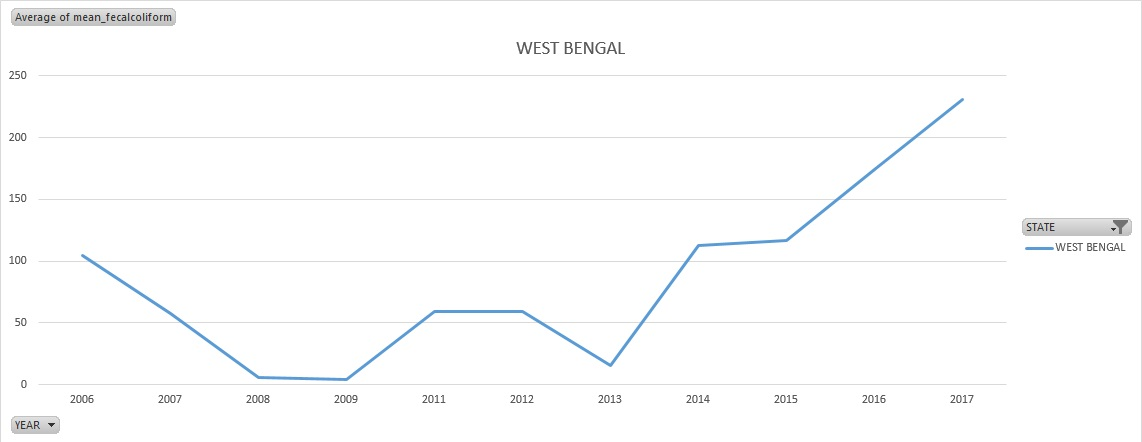 Average of mean_fecalcoliform
WEST BENGAL
250
200
150
100
50
0
2006 2007 2008 2009 2011 2012 2013 2014 2015 2016 2017
STATE
WEST BENGAL
YEAR